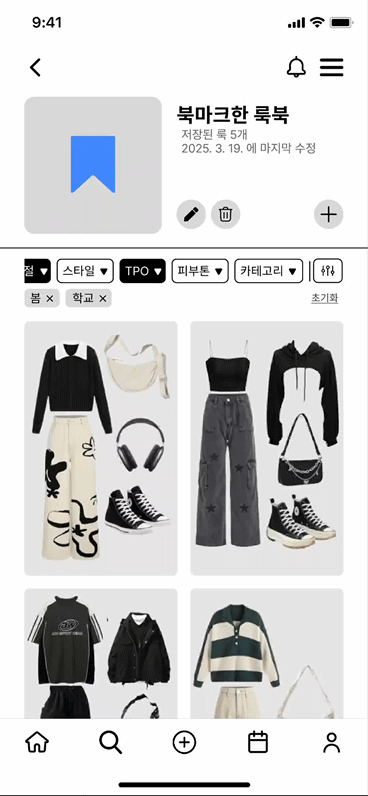 9:41
북마크한 룩북
저장된 룩 5개
2025. 3. 19. 에 마지막 수정
절
스타일
TPO
피부톤
카테고리
봄 ×
학교 ×
초기화